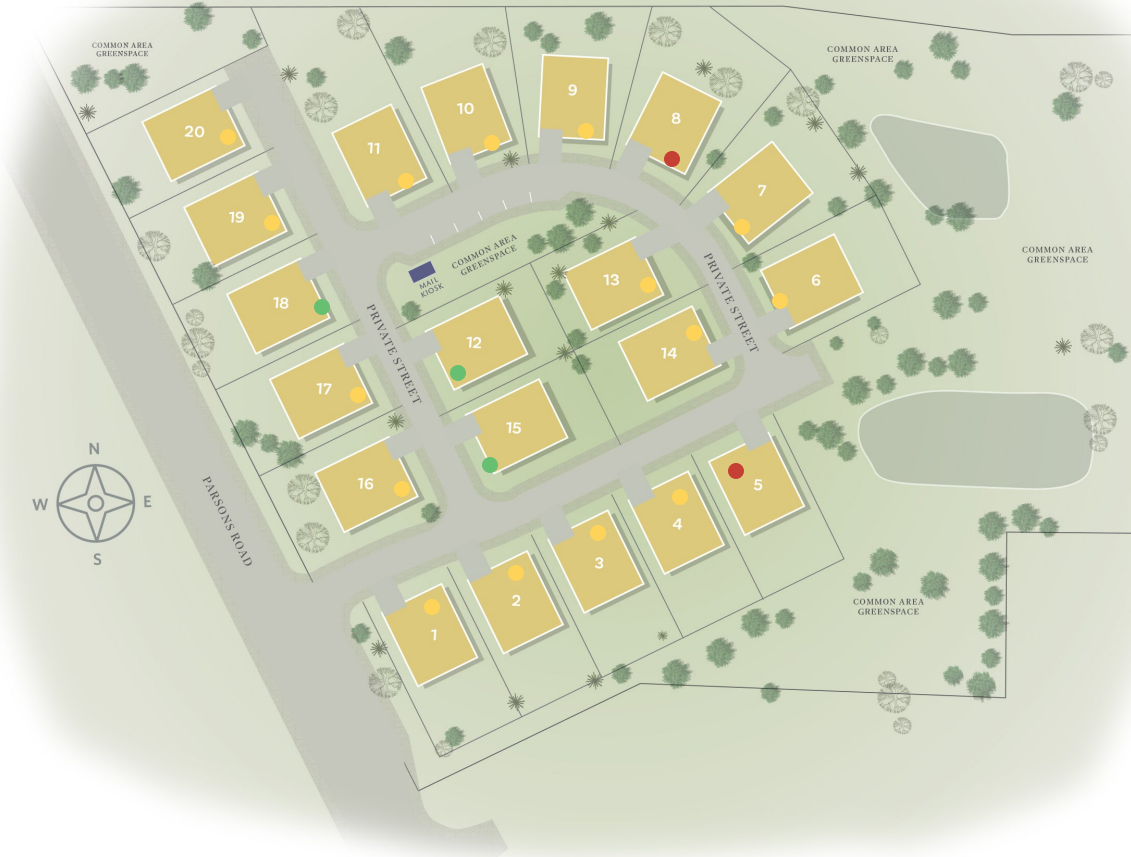 COMMON AREA
GREENSPACE
COMMON AREA
GREENSPACE
20
11
10
9
8
7
19
18
17
16
COMMON AREA
GREENSPACE
MAIL
KIOSK
PRIVATE STREET
PRIVATE STREET
13
12
14
15
6
COMMON AREA
GREENSPACE
5
4
3
2
1
PARSONS ROAD
N
W
E
S
COMMON AREA
GREENSPACE